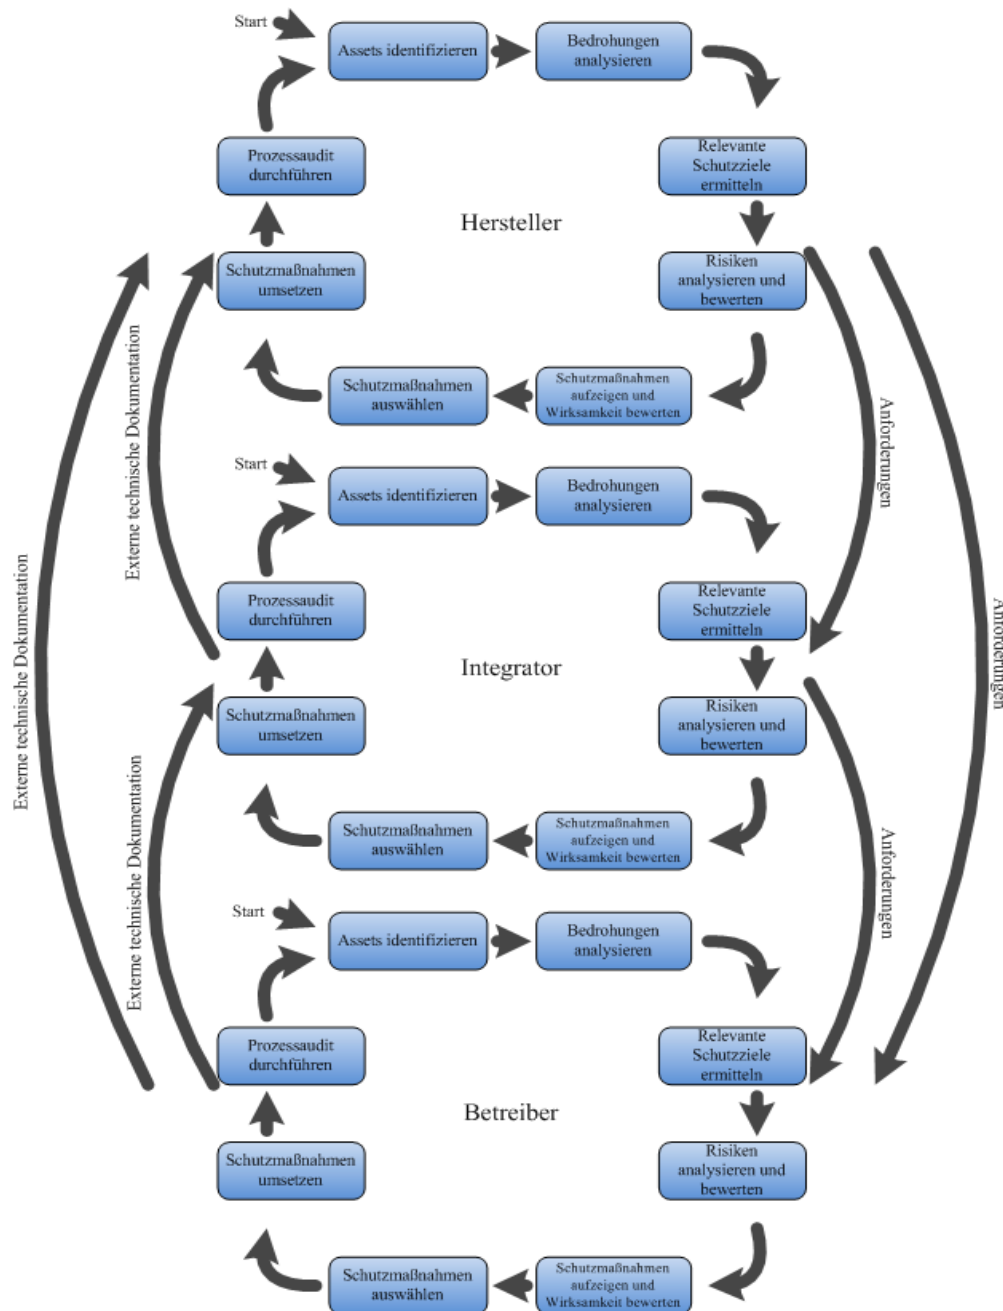 Start
Assets identifizieren
Bedrohungen
analysieren
Prozessaudit
durchführen
Relevante
Schutzziele
ermitteln
Hersteller
Schutzmaßnahmen
umsetzen
Risiken
analysieren und
bewerten
Schutzmaßnahmen
auswählen
Schutzmaßnahmen
aufzeigen und
Wirksamkeit bewerten
Externe technische Dokumentation
Anforderungen
Start
Assets identifizieren
Bedrohungen
analysieren
Prozessaudit
durchführen
Relevante
Schutzziele
ermitteln
Externe technische Dokumentation
Integrator
Anforderungen
Schutzmaßnahmen
umsetzen
Risiken
analysieren und
bewerten
Schutzmaßnahmen
auswählen
Schutzmaßnahmen
aufzeigen und
Wirksamkeit bewerten
Externe technische Dokumentation
Anforderungen
Start
Assets identifizieren
Bedrohungen
analysieren
Prozessaudit
durchführen
Relevante
Schutzziele
ermitteln
Betreiber
Schutzmaßnahmen
umsetzen
Risiken
analysieren und
bewerten
Schutzmaßnahmen
auswählen
Schutzmaßnahmen
aufzeigen und
Wirksamkeit bewerten